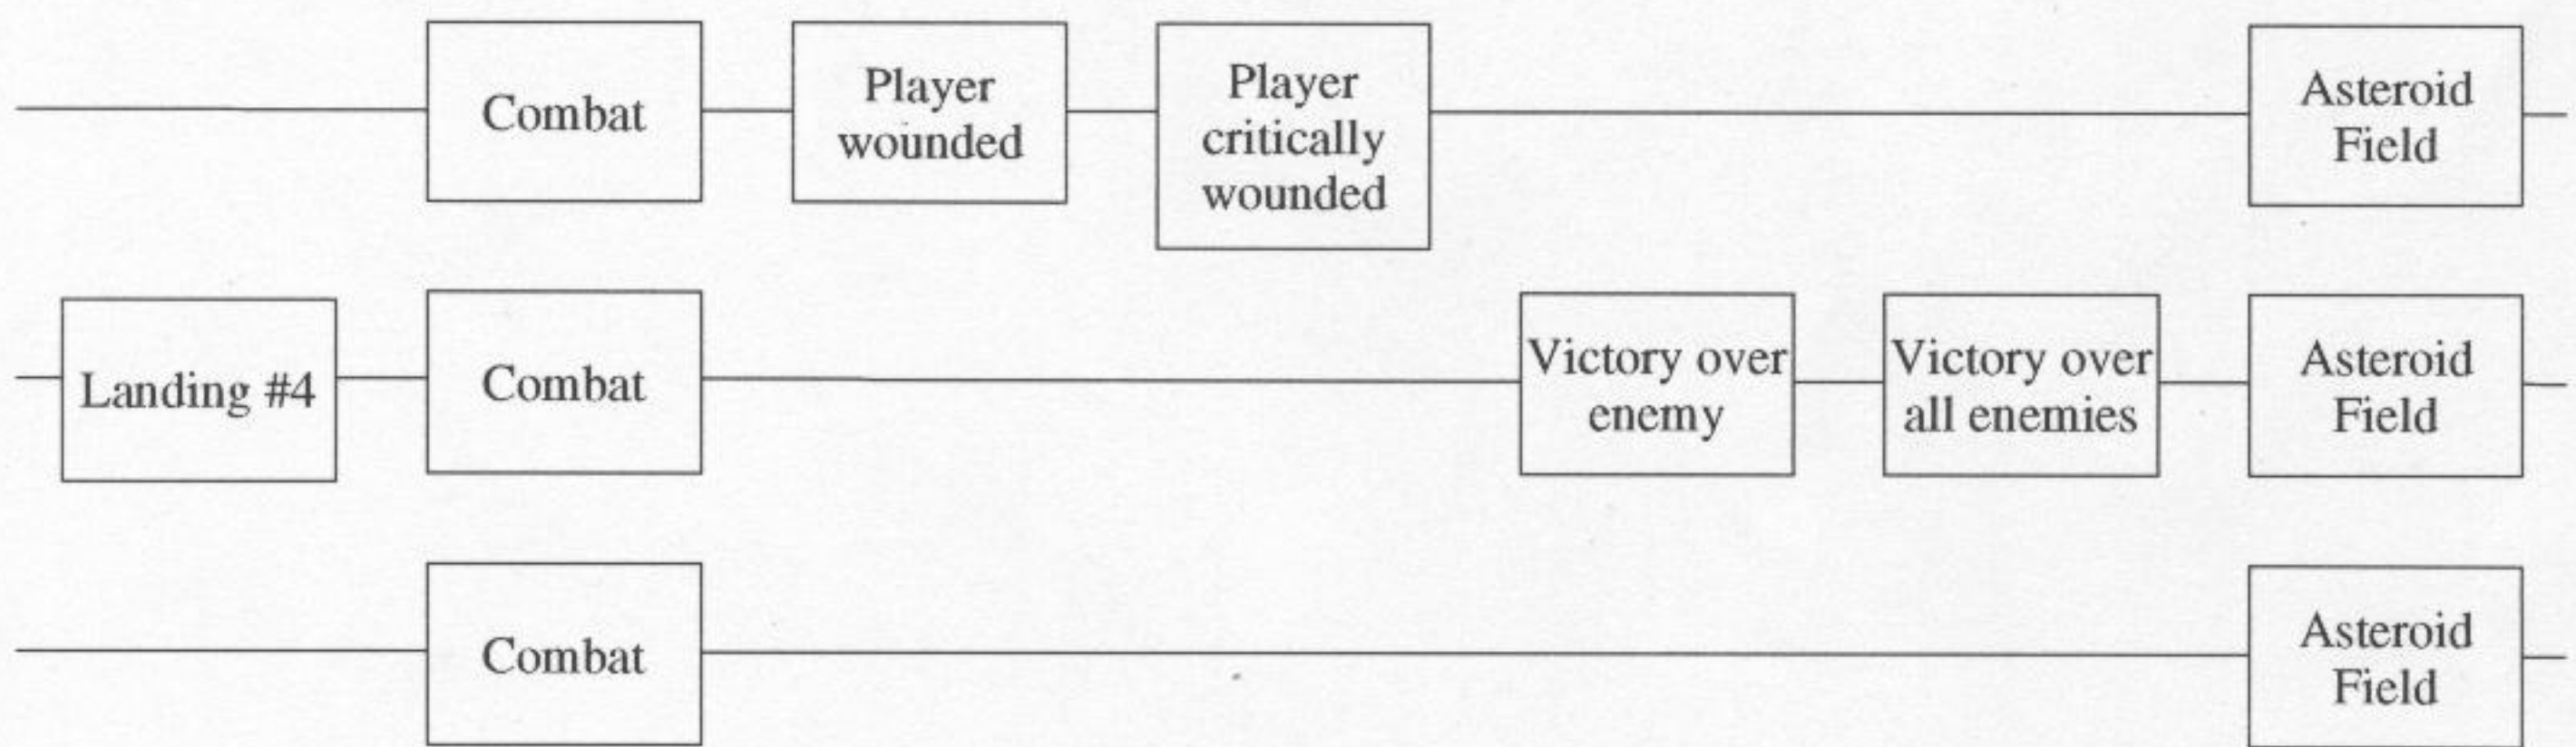 Combat
Player
wounded
Player
critically
wounded
Asteroid
Field
Landing #4
Combat
Victory over
enemy
Victory over
all enemies
Asteroid
Field
Combat
Asteroid
Field